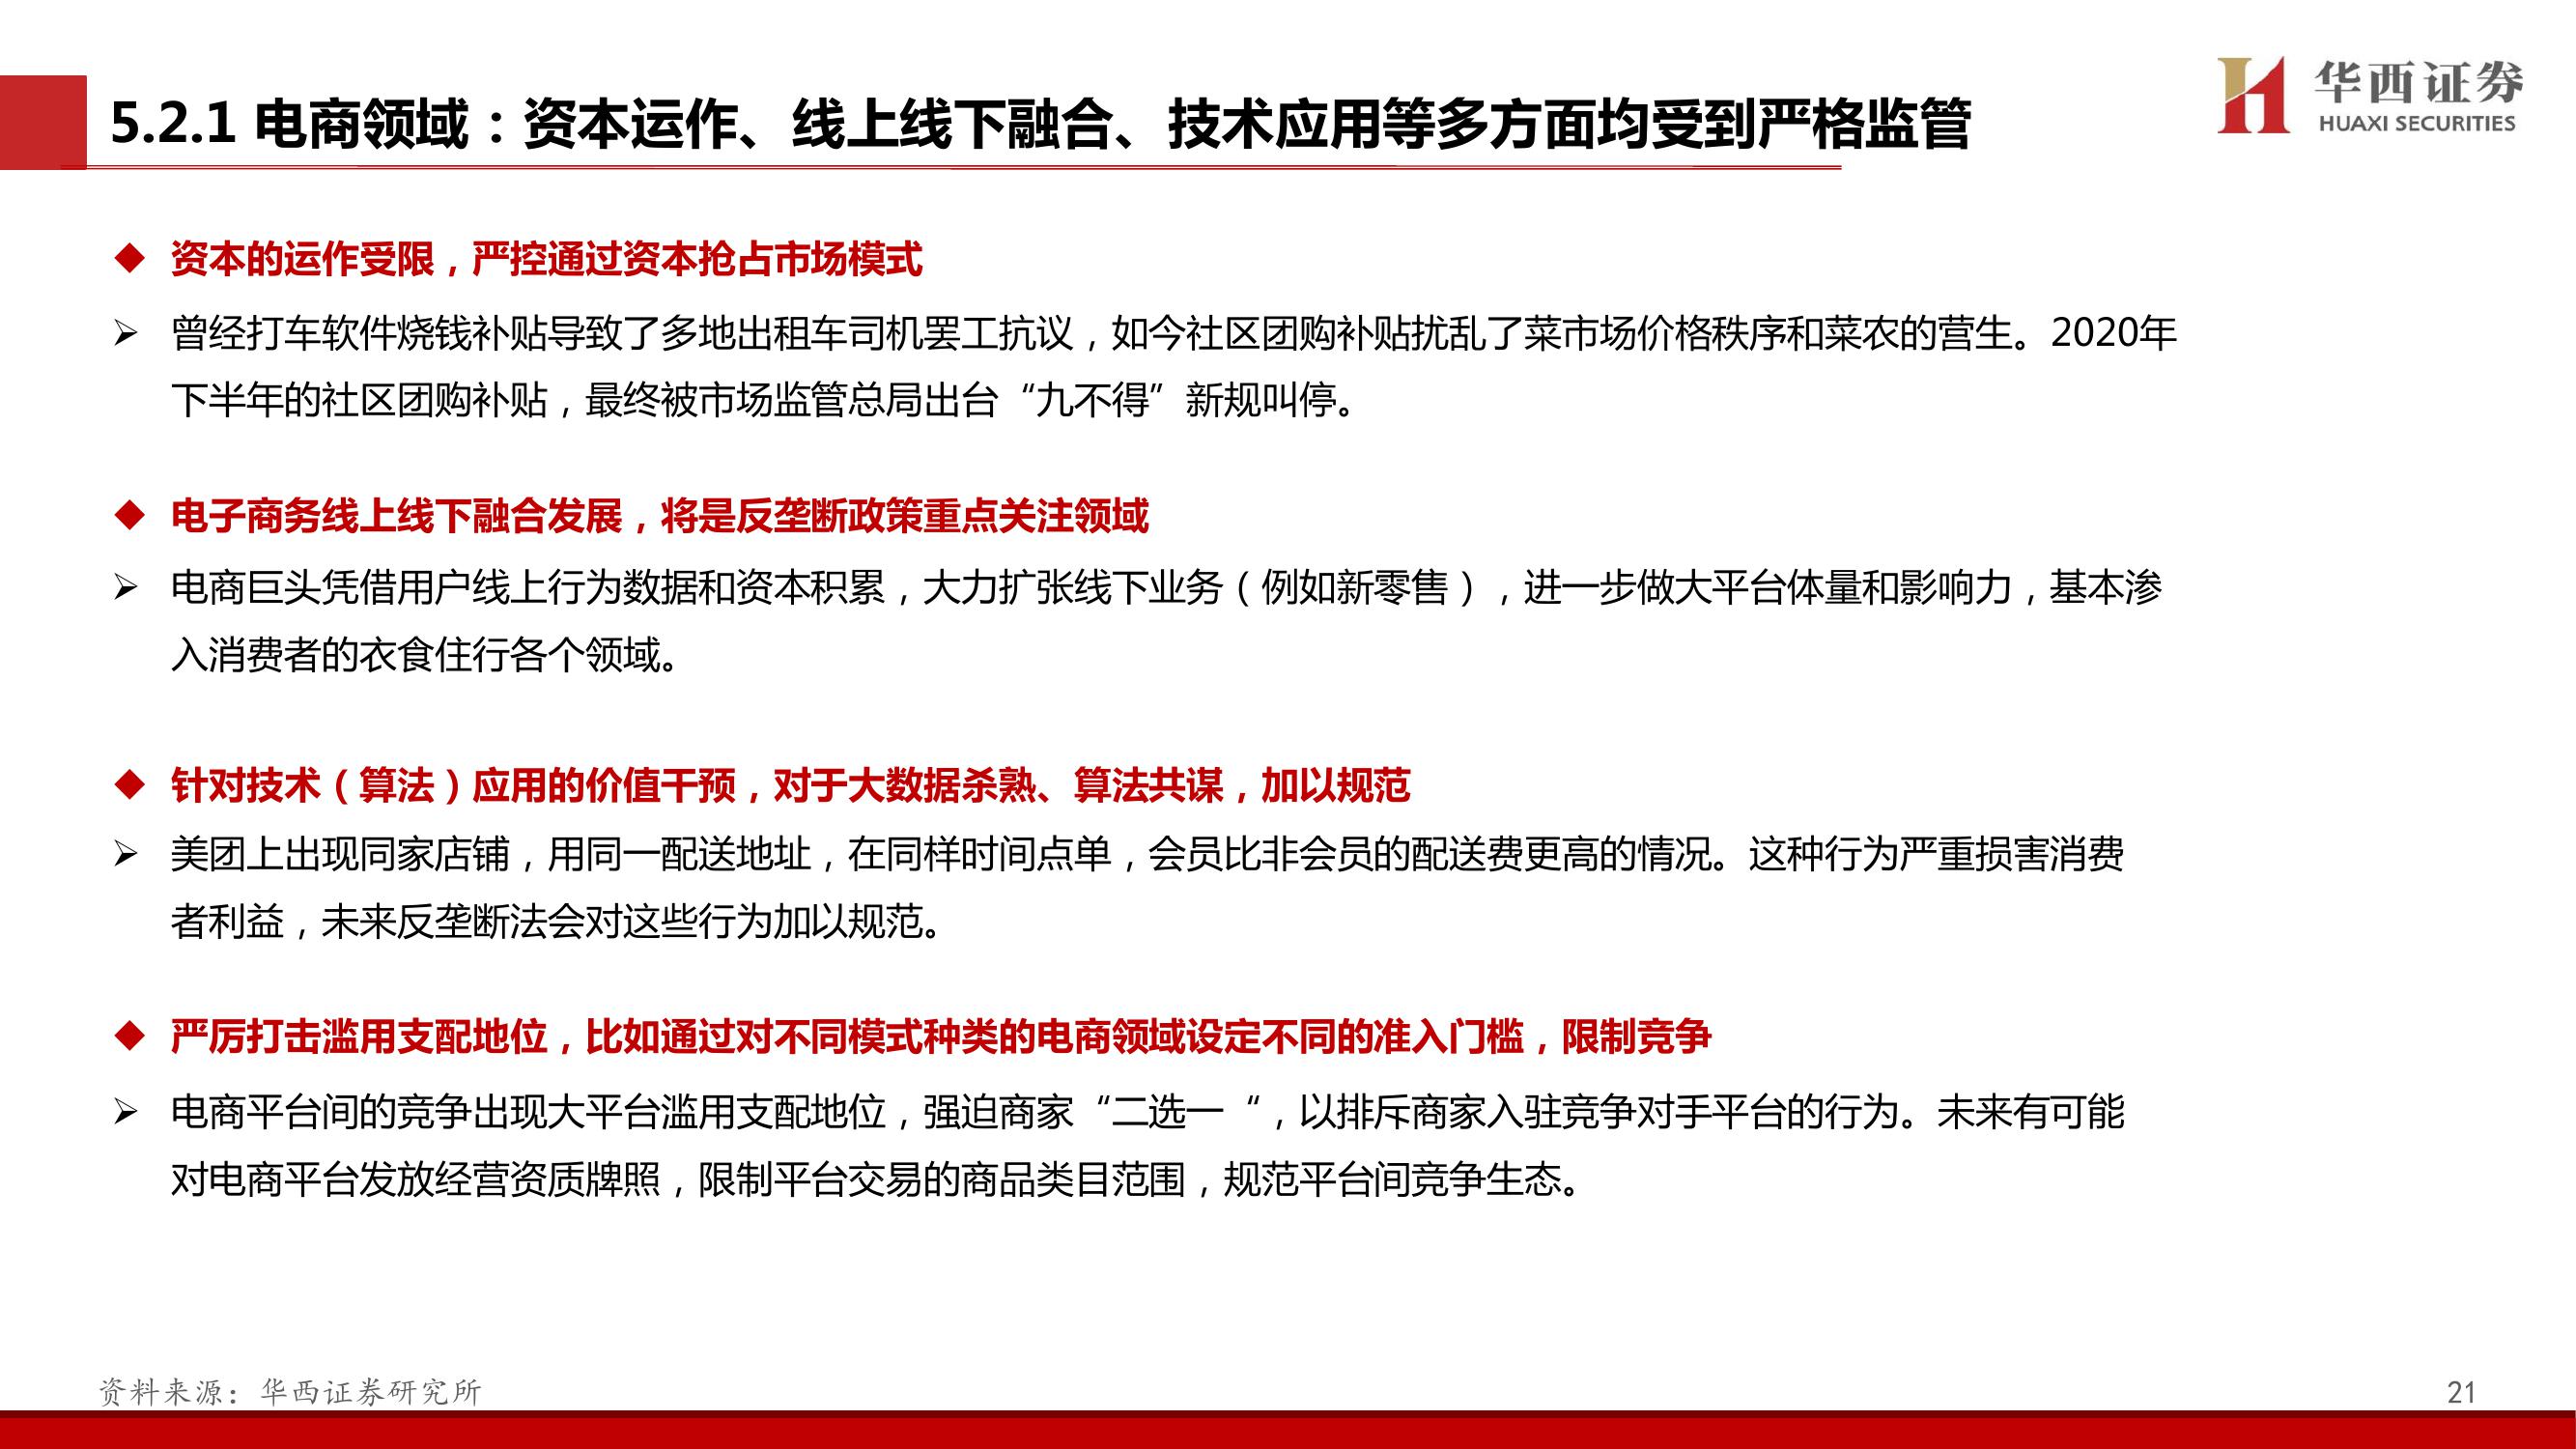 华西证券
HUAXI SECURITIES
5.2.1 电商领域：资本运作、线上线下融合、技术应用等多方面均受到严格监管
资本的运作受限，严控通过资本抢占市场模式
曾经打车软件烧钱补贴导致了多地出租车司机罢工抗议，如今社区团购补贴扰乱了菜市场价格秩序和菜农的营生。2020年
下半年的社区团购补贴，最终被市场监管总局出台“九不得”新规叫停。
电子商务线上线下融合发展，将是反垄断政策重点关注领域
电商巨头凭借用户线上行为数据和资本积累，大力扩张线下业务（例如新零售），进一步做大平台体量和影响力，基本渗
入消费者的衣食住行各个领域。
针对技术（算法）应用的价值干预，对于大数据杀熟、算法共谋，加以规范
美团上出现同家店铺，用同一配送地址，在同样时间点单，会员比非会员的配送费更高的情况。这种行为严重损害消费
者利益，未来反垄断法会对这些行为加以规范。
严厉打击滥用支配地位，比如通过对不同模式种类的电商领域设定不同的准入门槛，限制竞争
电商平台间的竞争出现大平台滥用支配地位，强迫商家“二选一“，以排斥商家入驻竞争对手平台的行为。未来有可能
对电商平台发放经营资质牌照，限制平台交易的商品类目范围，规范平台间竞争生态。
资料来源：华西证券研究所
21